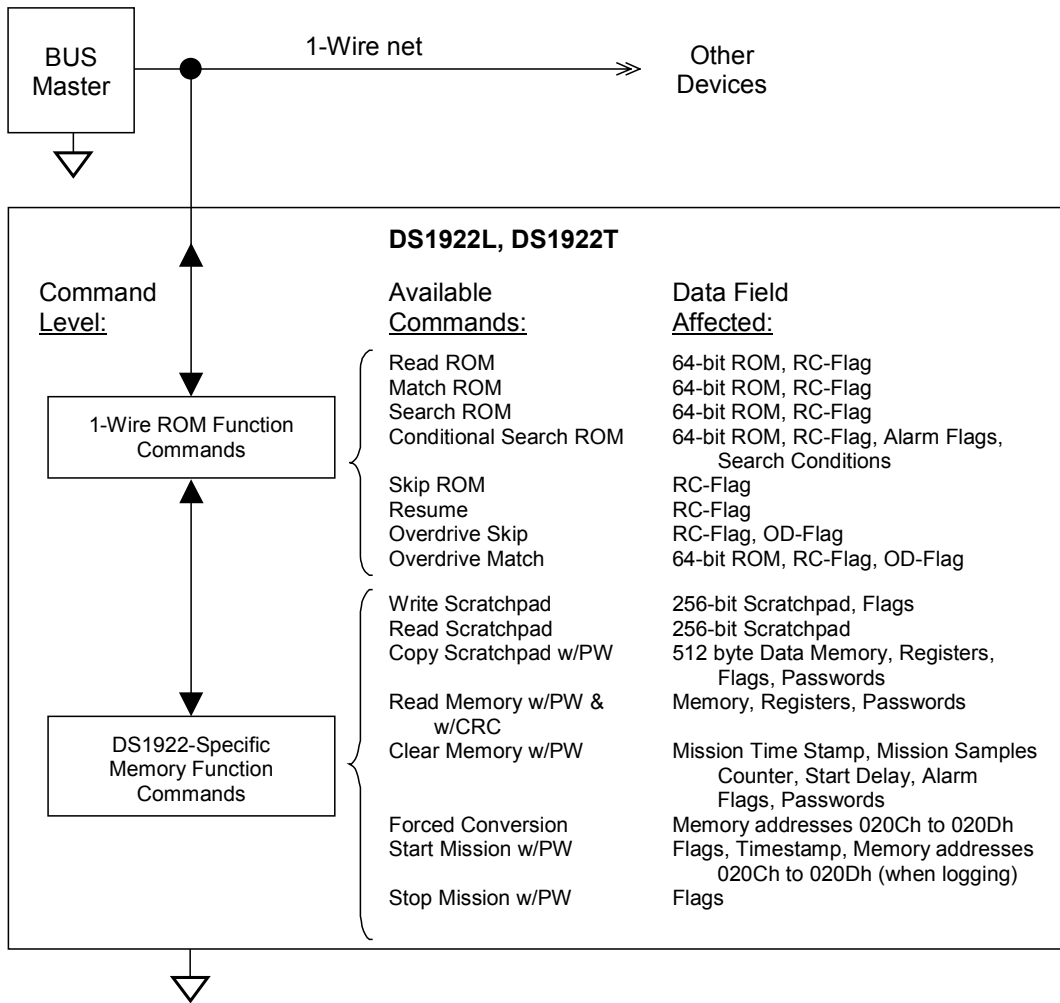 BUS
Master
1-Wire net
Other
Devices
DS1922L, DS1922T
Command
Level:
Available
Commands:
Data Field
Affected:
1-Wire ROM Function
Commands
Read ROM 64-bit ROM, RC-Flag
Match ROM 64-bit ROM, RC-Flag
Search ROM 64-bit ROM, RC-Flag
Conditional Search ROM 64-bit ROM, RC-Flag, Alarm Flags,
Search Conditions
Skip ROM RC-Flag
Resume RC-Flag
Overdrive Skip RC-Flag, OD-Flag
Overdrive Match 64-bit ROM, RC-Flag, OD-Flag
DS1922-Specific
Memory Function
Commands
Write Scratchpad 256-bit Scratchpad, Flags
Read Scratchpad 256-bit Scratchpad
Copy Scratchpad w/PW 512 byte Data Memory, Registers,
Flags, Passwords
Read Memory w/PW & Memory, Registers, Passwords
w/CRC
Clear Memory w/PW Mission Time Stamp, Mission Samples
Counter, Start Delay, Alarm
Flags, Passwords
Forced Conversion Memory addresses 020Ch to 020Dh
Start Mission w/PW Flags, Timestamp, Memory addresses
020Ch to 020Dh (when logging)
Stop Mission w/PW Flags